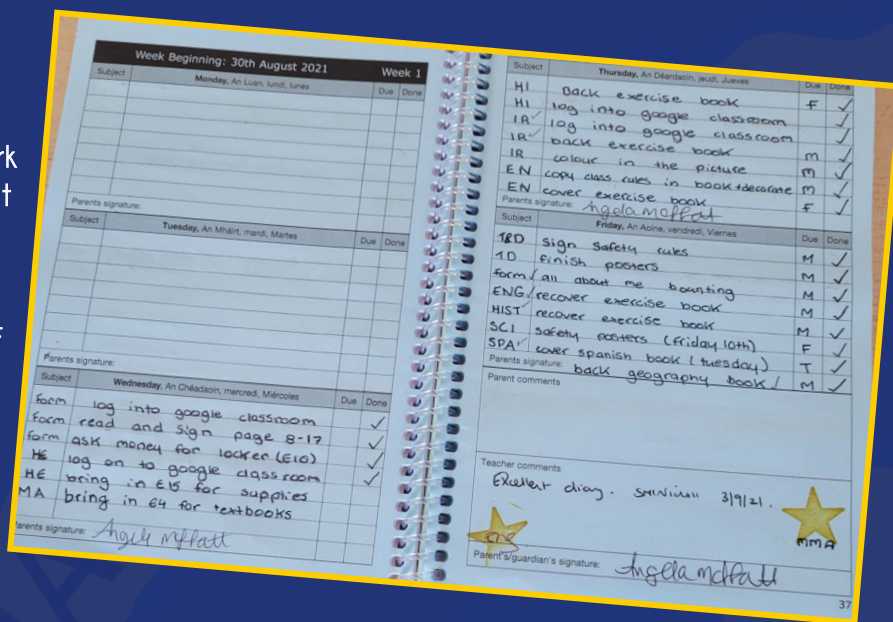 rk
t
Week Beginning: 30th August 2021 Week 1
Subject Monday, An Luan, lundi, lunes Due Done
Parents signature:
Subject Tuesday, An Mháirt, mardi, Martes Due Done
Parents signature:
Subject Wednesday, An Chéadaoin, mercredi, Miércoles Due Done
form log into google classroom ✓
form read and sign page 8-17 ✓
form ask money for locker (£10) ✓
HE log on to google classroom ✓
HE bring in £15 for supplies
MA bring in £4 for textbooks
Parents signature: Angela Moffatt
Subject Thursday, An Déardaoin, jeudi, Jueves Due Done
HI Back exercise book F ✓
HI log into google classroom ✓
IR ✓ log into google classroom ✓
IR ✓ back exercise book M ✓
IR colour in the picture M ✓
EN copy class rules in book + decorate M ✓
EN cover exercise book F ✓
Parents signature: Angela Moffatt
Subject Friday, An Aoine, vendredi, Viernes Due Done
T&D sign safety rules M ✓
TD finish posters M ✓
form / all about me bounting M ✓
ENG / recover exercise book M ✓
HIST ✓ recover exercise book M ✓
SCI safety posters (friday 10th) F ✓
SPA ✓ cover spanish book (tuesday) T ✓
Parents signature: back geography book / M ✓
Parent comments
Teacher comments
Excellent diary. 3/9/21.
MMA
Parent's/guardian's signature: Angela Moffatt
37